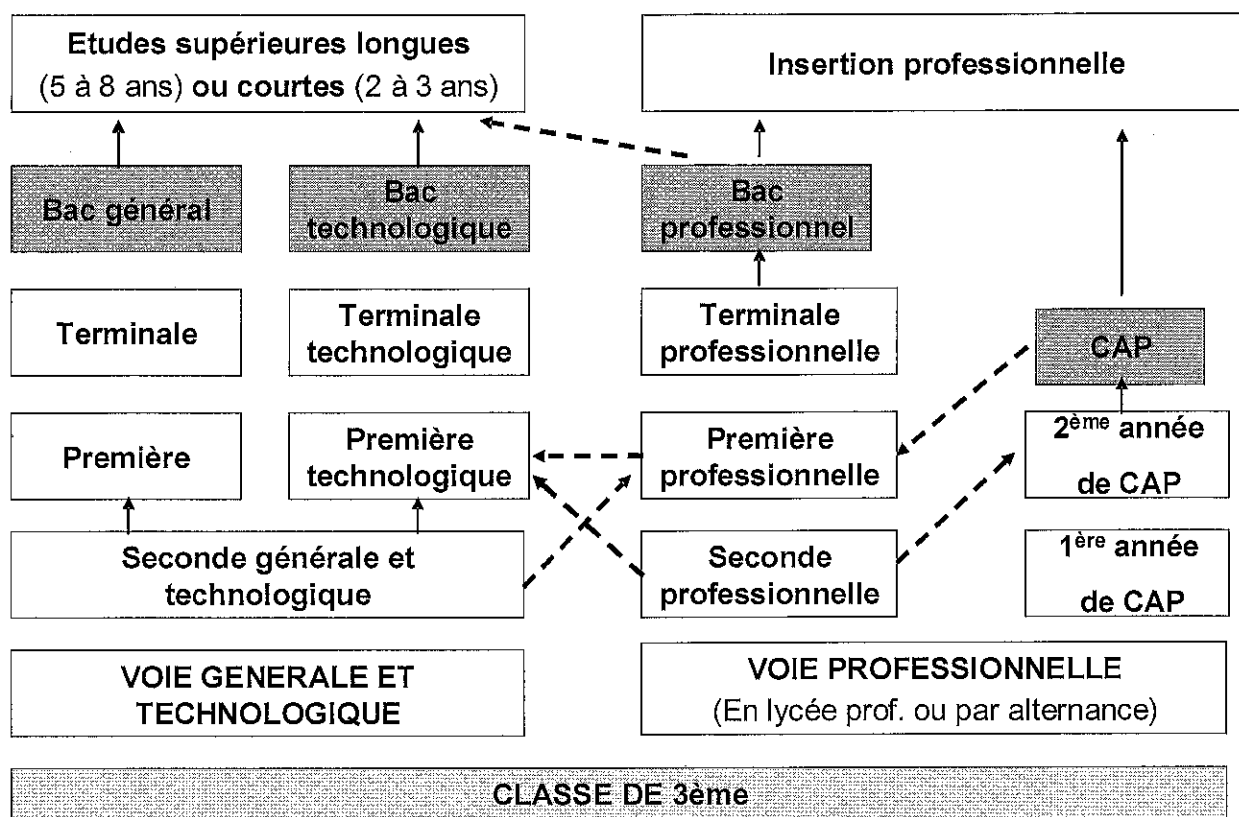 Etudes supérieures longues
(5 à 8 ans) ou courtes (2 à 3 ans)
Insertion professionnelle
Bac général
Bac
technologique
Bac
professionnel
Terminale
Terminale
technologique
Terminale
professionnelle
CAP
Première
Première
technologique
Première
professionnelle
2ème année
de CAP
Seconde générale et
technologique
Seconde
professionnelle
1ère année
de CAP
VOIE GENERALE ET
TECHNOLOGIQUE
VOIE PROFESSIONNELLE
(En lycée prof. ou par alternance)
CLASSE DE 3ème